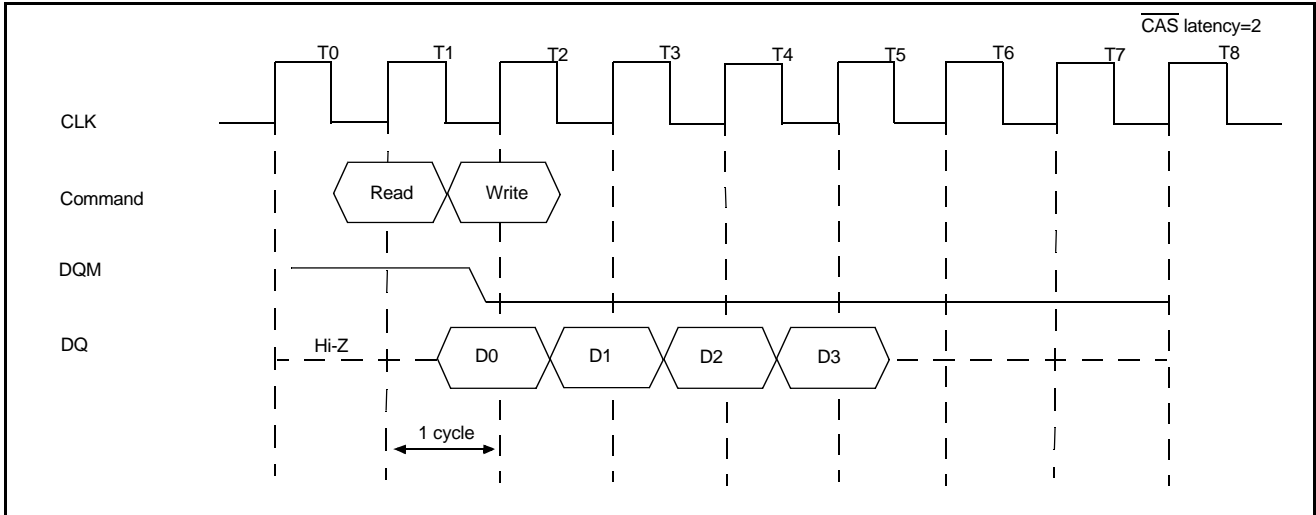 C̅A̅S̅ latency=2
T0 T1 T2 T3 T4 T5 T6 T7 T8
CLK
Command Read Write
DQM
DQ Hi-Z D0 D1 D2 D3
1 cycle